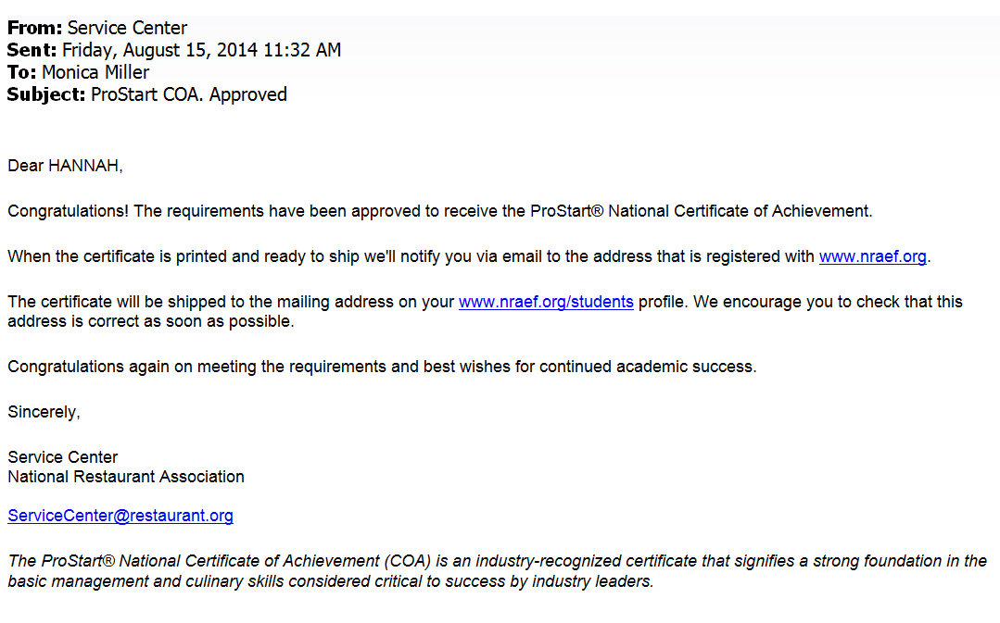 From: Service Center
Sent: Friday, August 15, 2014 11:32 AM
To: Monica Miller
Subject: ProStart COA. Approved
Dear HANNAH,
Congratulations! The requirements have been approved to receive the ProStart® National Certificate of Achievement.
When the certificate is printed and ready to ship we'll notify you via email to the address that is registered with www.nraef.org.
The certificate will be shipped to the mailing address on your www.nraef.org/students profile. We encourage you to check that this
address is correct as soon as possible.
Congratulations again on meeting the requirements and best wishes for continued academic success.
Sincerely,
Service Center
National Restaurant Association
ServiceCenter@restaurant.org
The ProStart® National Certificate of Achievement (COA) is an industry-recognized certificate that signifies a strong foundation in the
basic management and culinary skills considered critical to success by industry leaders.